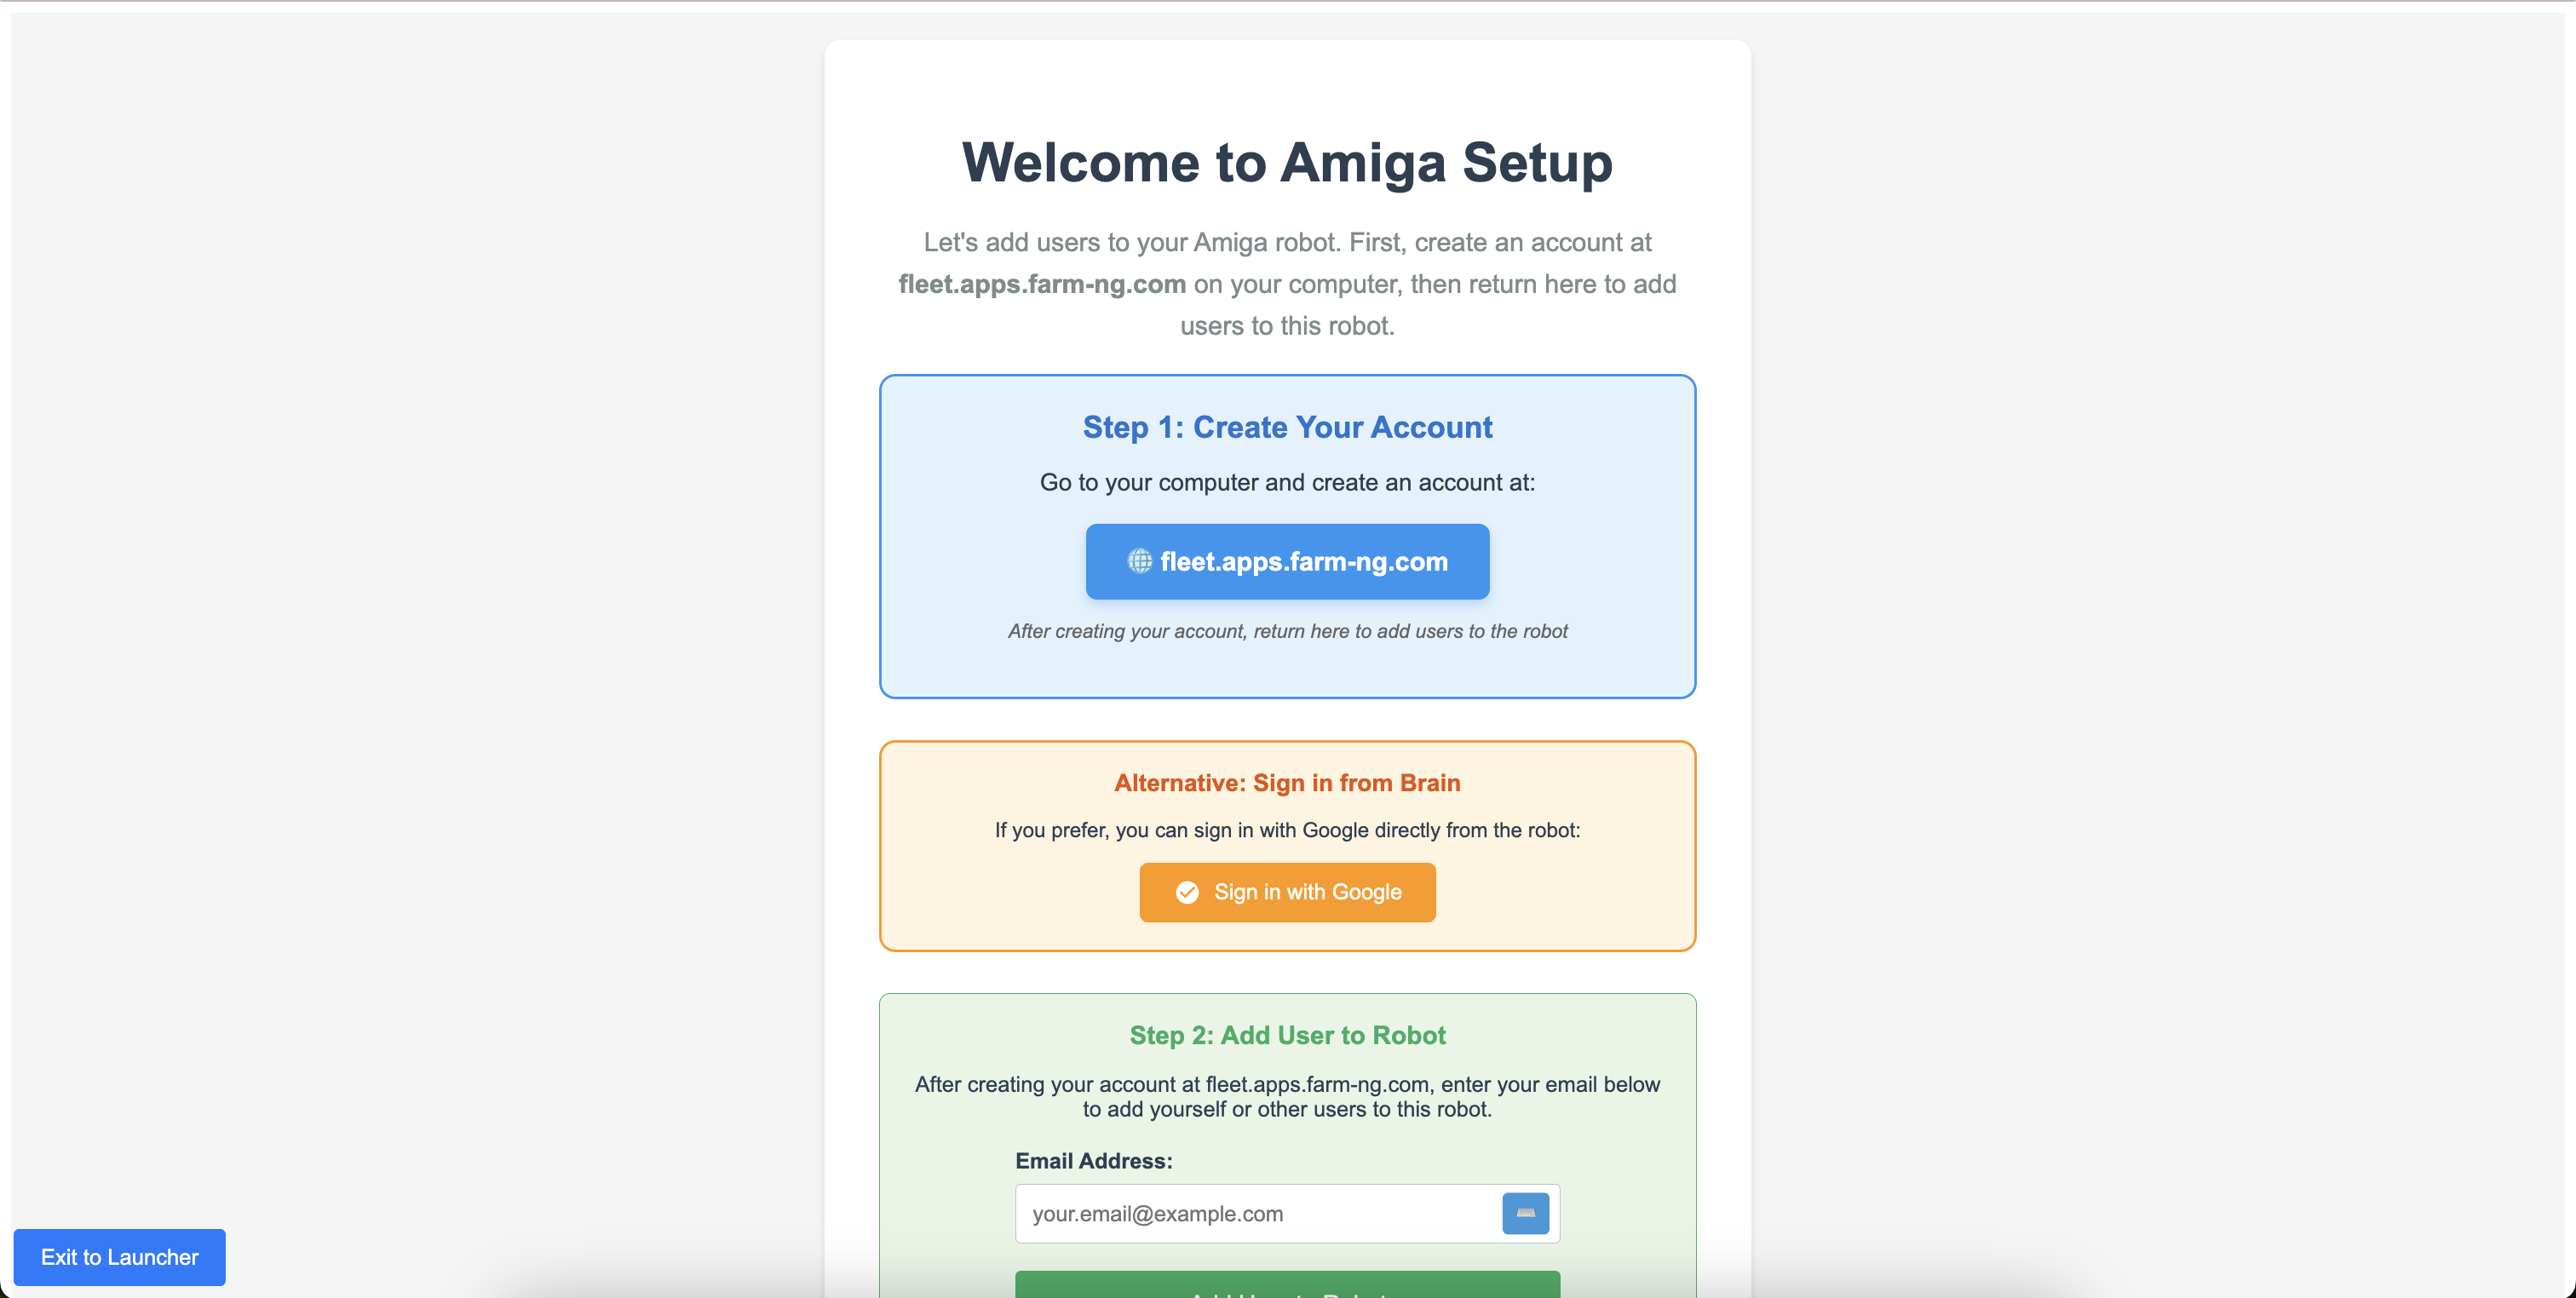 Welcome to Amiga Setup
Let's add users to your Amiga robot. First, create an account at
fleet.apps.farm-ng.com on your computer, then return here to add
users to this robot.
Step 1: Create Your Account
Go to your computer and create an account at:
fleet.apps.farm-ng.com
After creating your account, return here to add users to the robot
Alternative: Sign in from Brain
If you prefer, you can sign in with Google directly from the robot:
Sign in with Google
Step 2: Add User to Robot
After creating your account at fleet.apps.farm-ng.com, enter your email below
to add yourself or other users to this robot.
Email Address:
your.email@example.com
Exit to Launcher